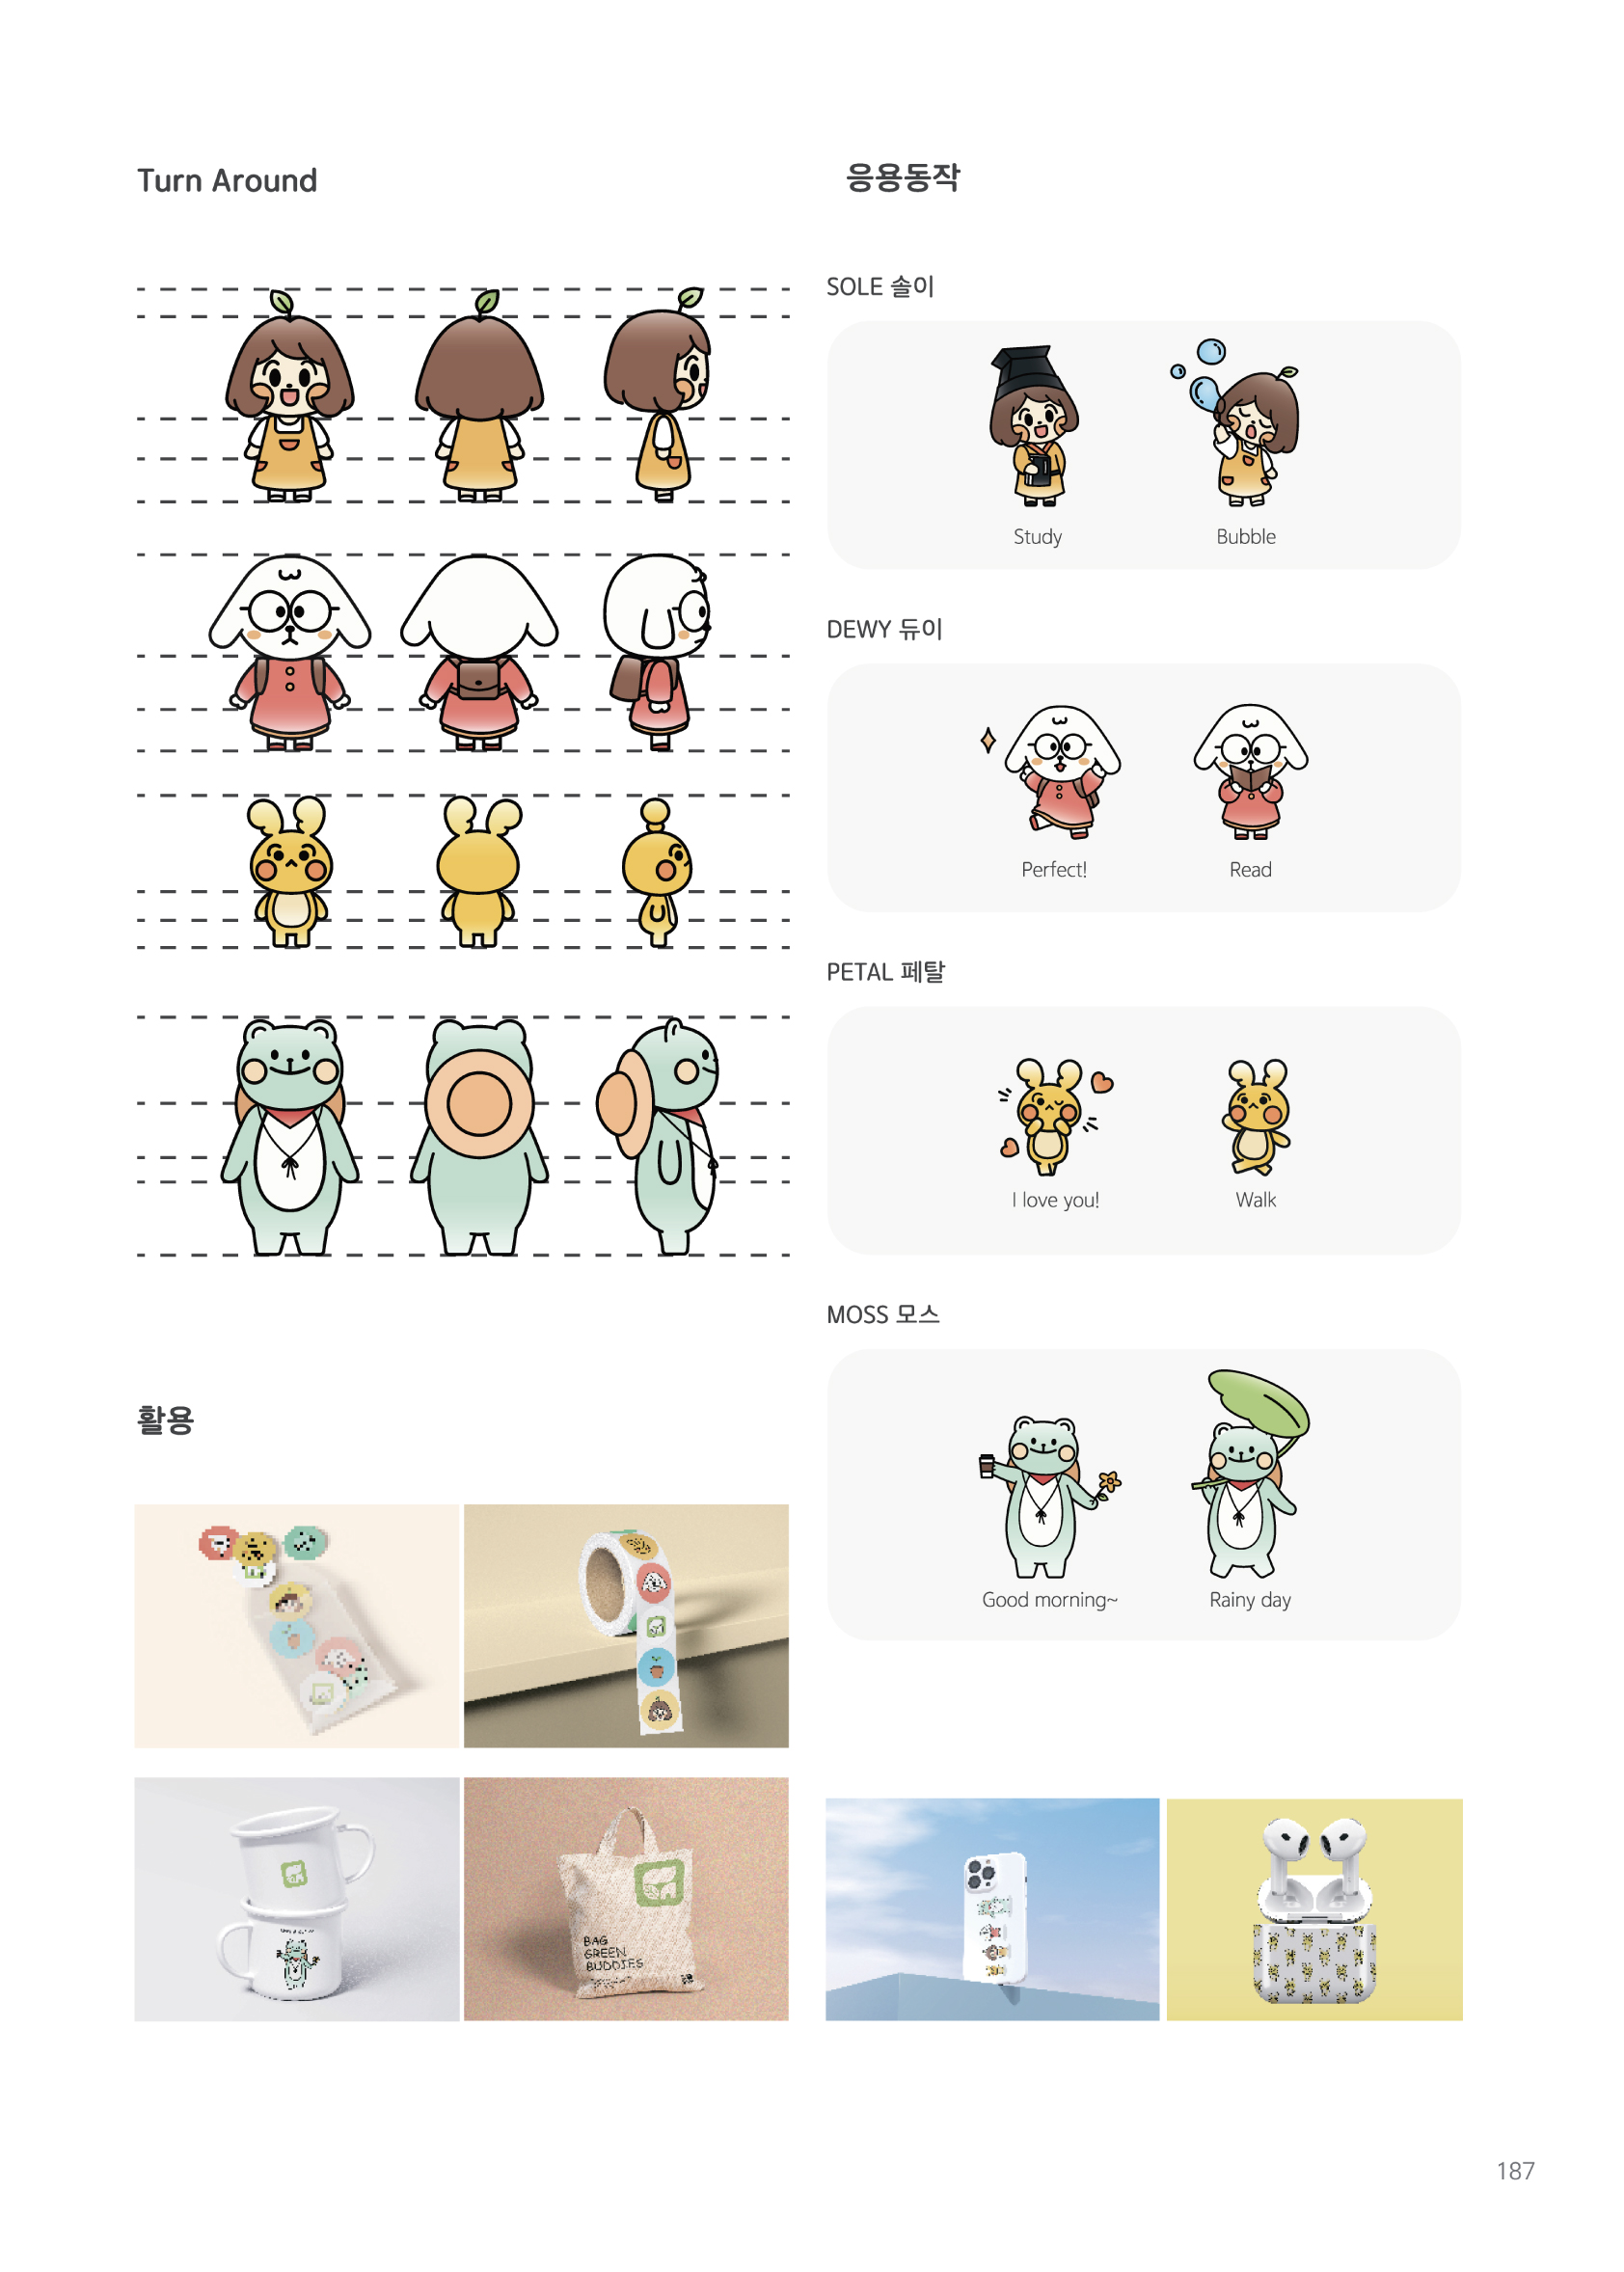 Turn Around
응용동작
SOLE 솔이
Study
Bubble
DEWY 듀이
Perfect!
Read
PETAL 페탈
I love you!
Walk
MOSS 모스
Good morning~
Rainy day
활용
BAG
GREEN
BUDDIES
187